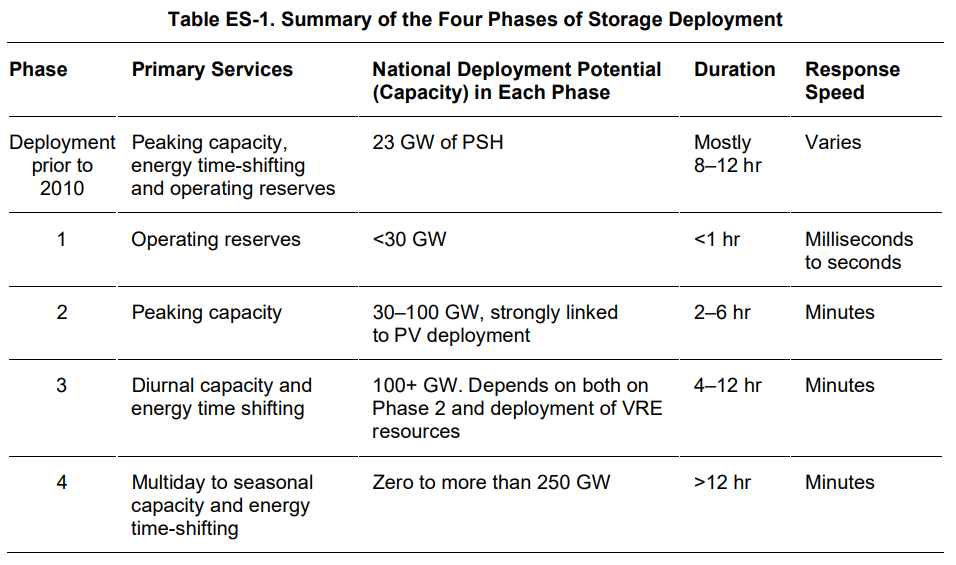 Table ES-1. Summary of the Four Phases of Storage Deployment
Phase Primary Services National Deployment Potential (Capacity) in Each Phase Duration Response Speed
Deployment prior to 2010 Peaking capacity, energy time-shifting and operating reserves 23 GW of PSH Mostly 8–12 hr Varies
1 Operating reserves <30 GW <1 hr Milliseconds to seconds
2 Peaking capacity 30–100 GW, strongly linked to PV deployment 2–6 hr Minutes
3 Diurnal capacity and energy time shifting 100+ GW. Depends on both on Phase 2 and deployment of VRE resources 4–12 hr Minutes
4 Multiday to seasonal capacity and energy time-shifting Zero to more than 250 GW >12 hr Minutes